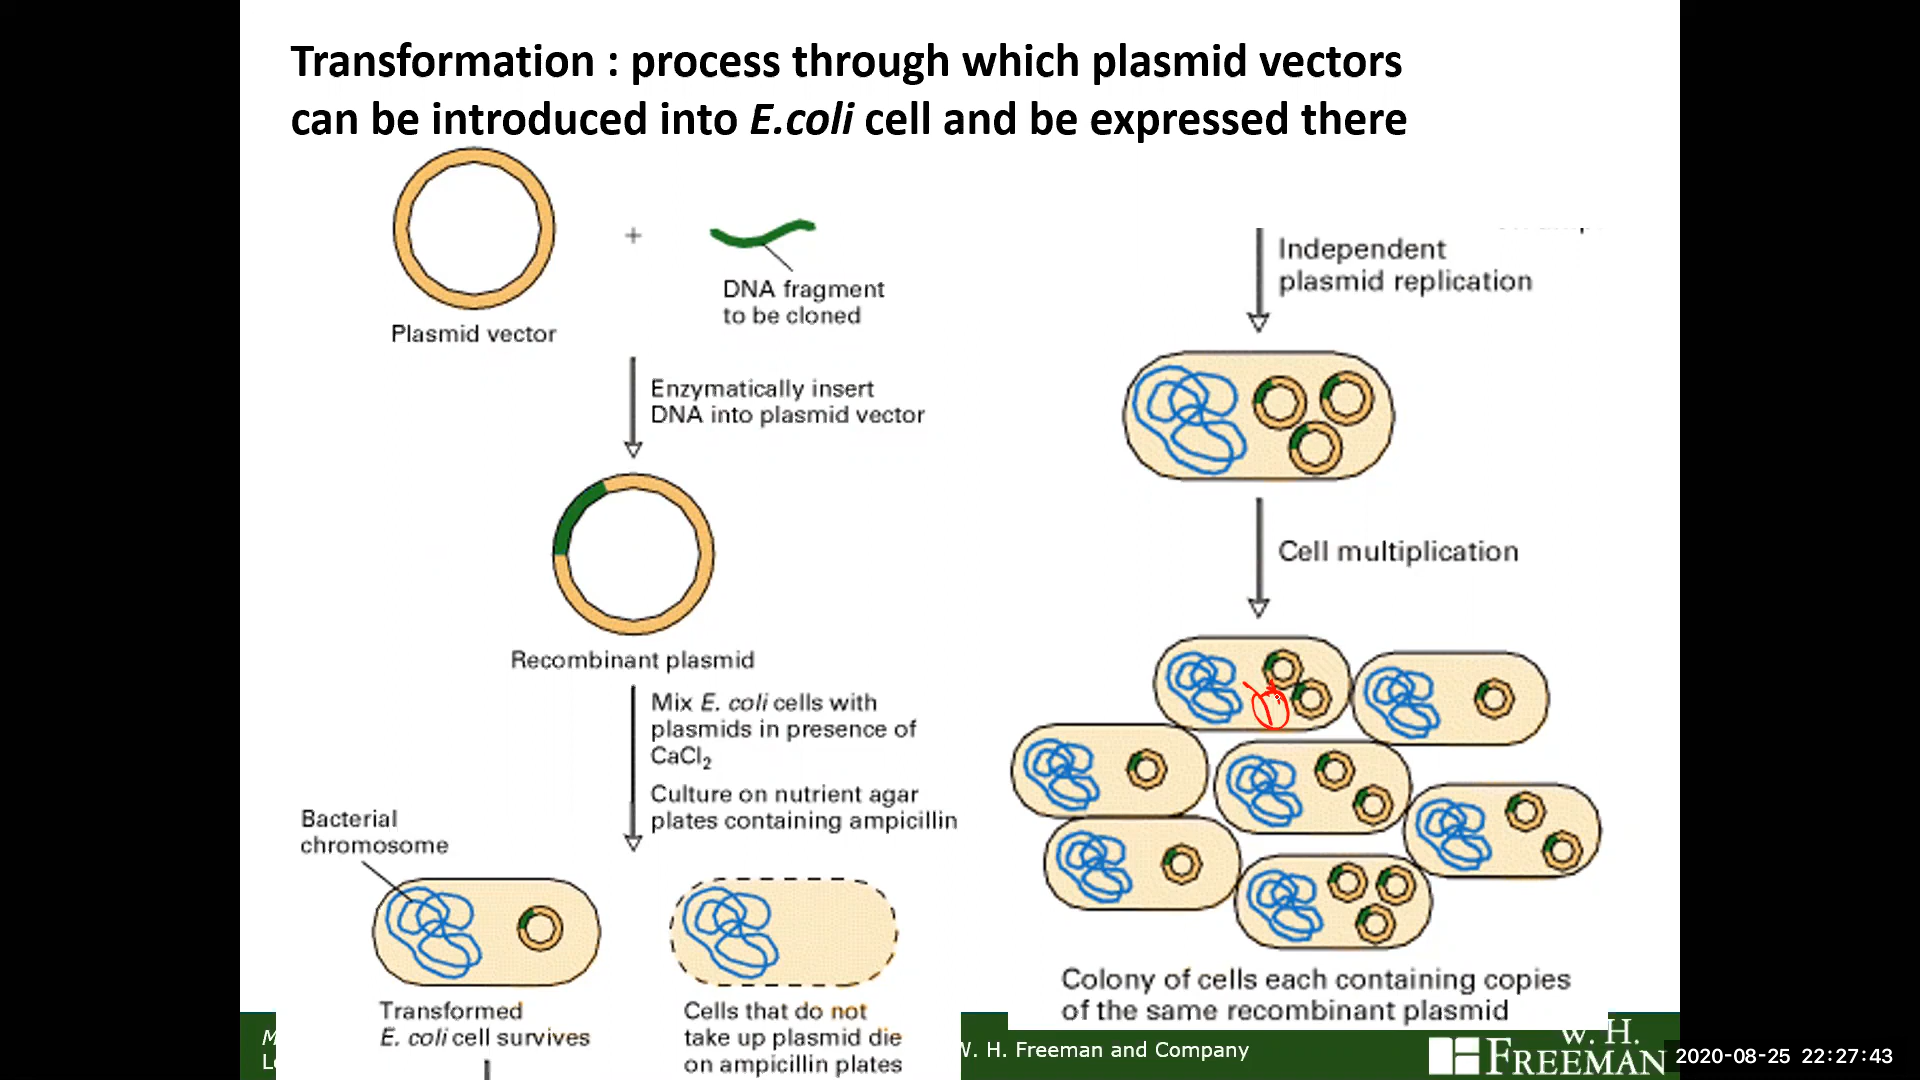 Transformation : process through which plasmid vectors
can be introduced into E.coli cell and be expressed there
+
DNA fragment
to be cloned
Plasmid vector
Enzymatically insert
DNA into plasmid vector
Recombinant plasmid
Mix E. coli cells with
plasmids in presence of
CaCl₂
Culture on nutrient agar
plates containing ampicillin
Bacterial
chromosome
Transformed
E. coli cell survives
Cells that do not
take up plasmid die
on ampicillin plates
Independent
plasmid replication
Cell multiplication
Colony of cells each containing copies
of the same recombinant plasmid
W. H. Freeman and Company
W. H.
FREEMAN
2020-08-25 22:27:43